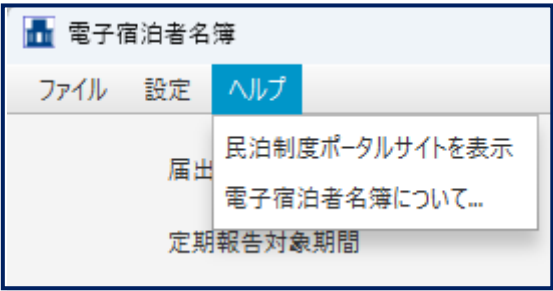 電子宿泊者名簿
ファイル 設定 ヘルプ
民泊制度ポータルサイトを表示
届出
電子宿泊者名簿について...
定期報告対象期間